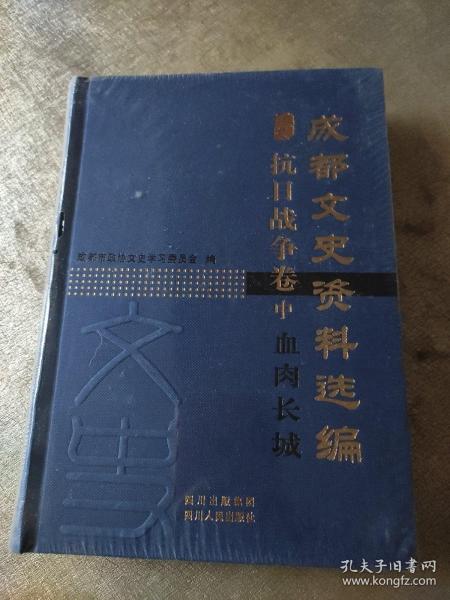 成都文史资料选编
抗日战争卷中 血肉长城
成都市政协文史学习委员会 编
文史
四川出版集团
四川人民出版社
孔夫子旧书网
www.kongfz.com